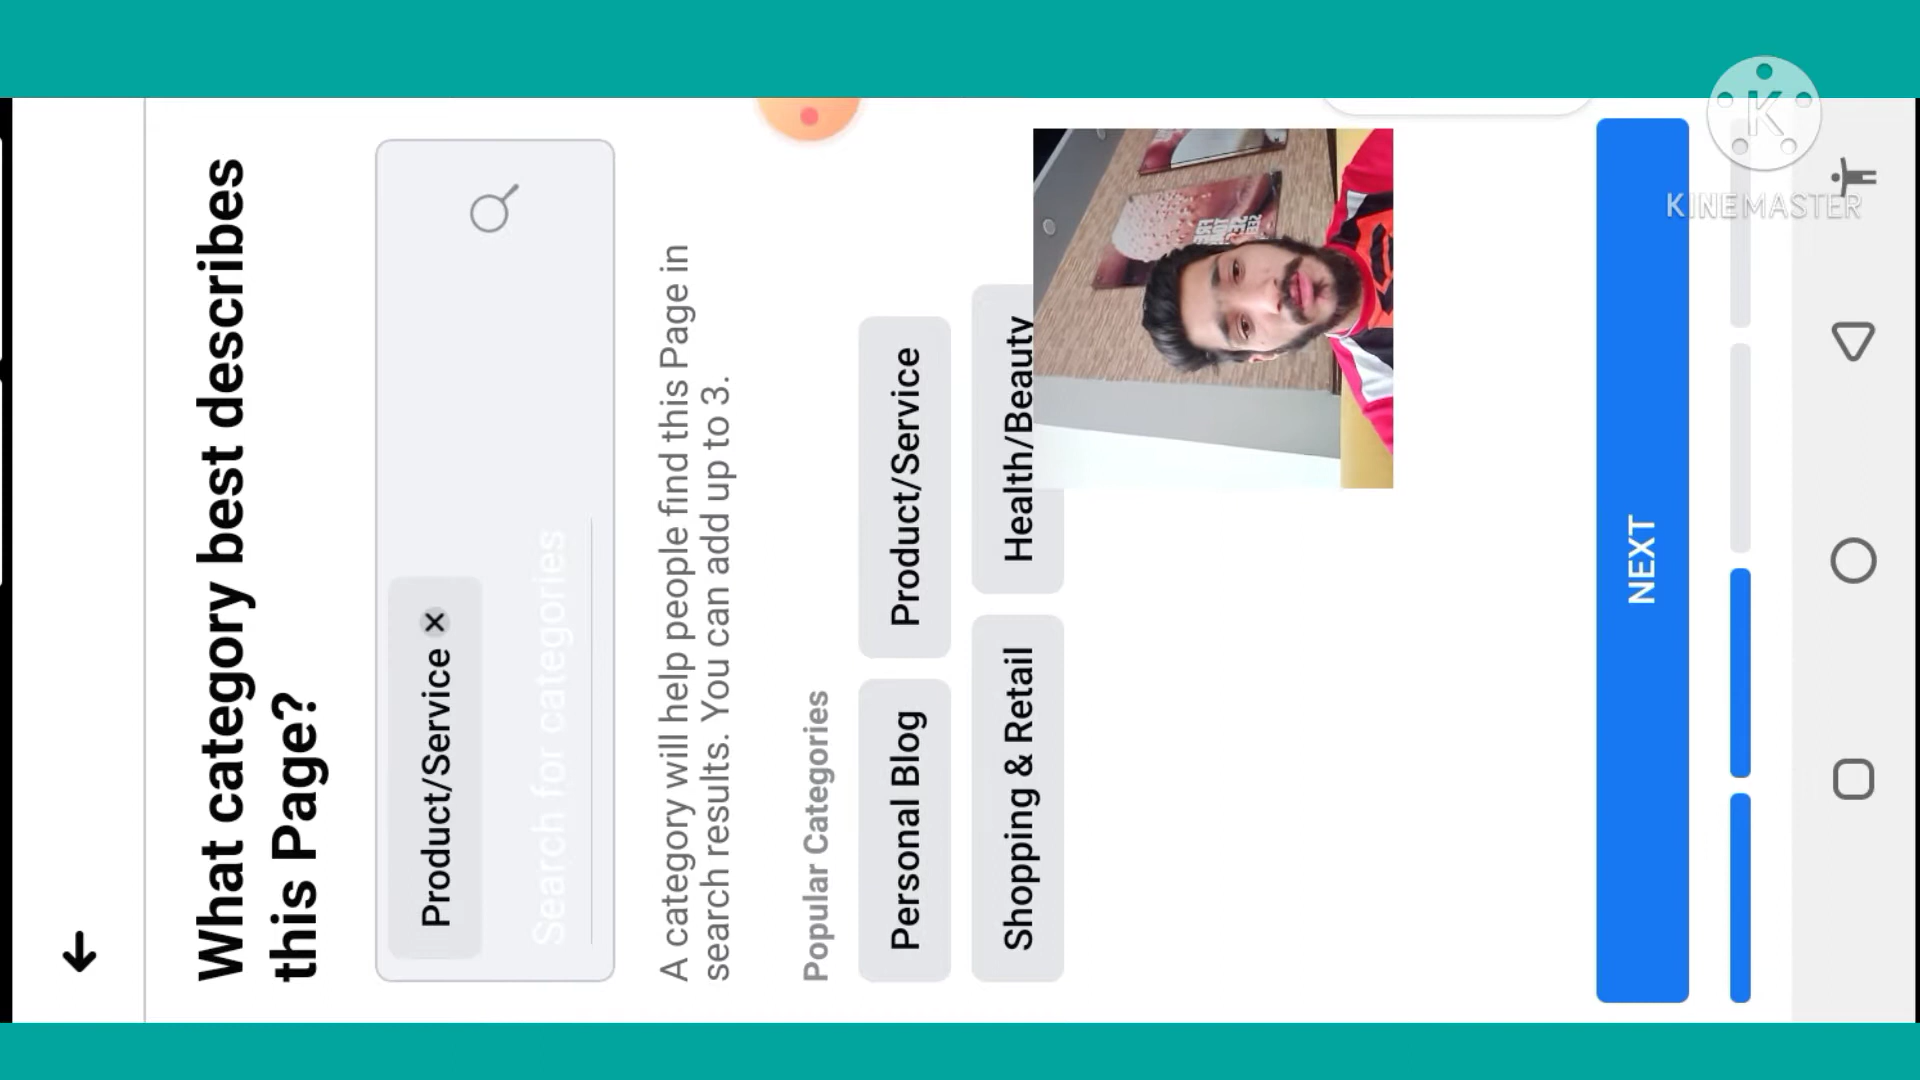 What category best describes
this Page?
Product/Service
Search for categories
A category will help people find this Page in
search results. You can add up to 3.
Popular Categories
Personal Blog
Product/Service
Shopping & Retail
Health/Beauty
NEXT
K
KINEMASTER